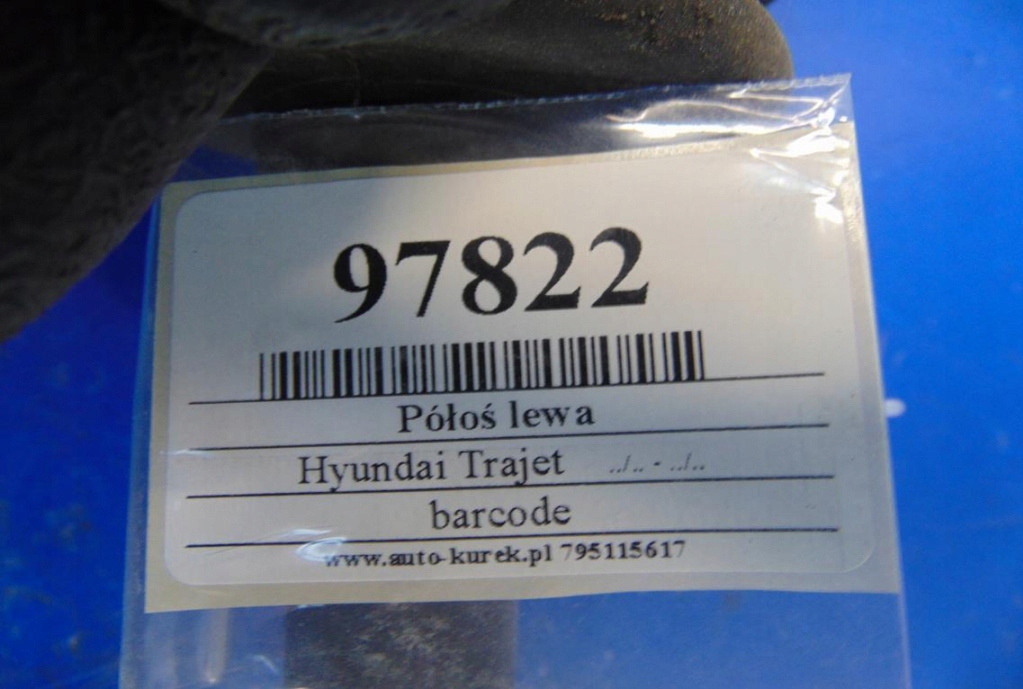 97822
Półoś lewa
Hyundai Trajet ../.. - ../..
barcode
www.auto-kurek.pl 795115617